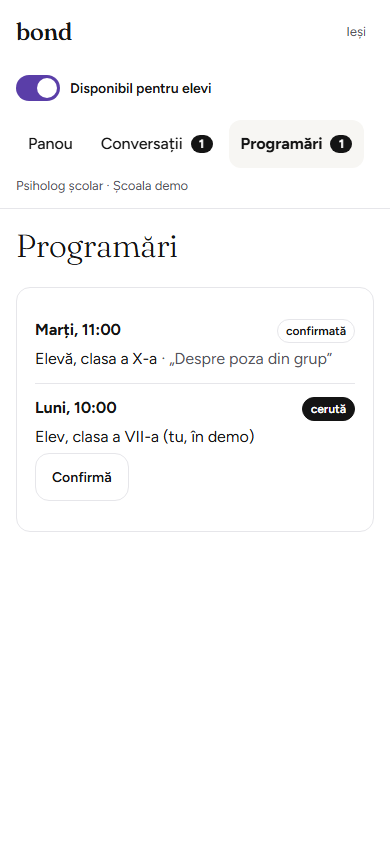 bond
Ieși
Disponibil pentru elevi
Panou
Conversații 1
Programări 1
Psiholog școlar · Școala demo
Programări
Marți, 11:00
confirmată
Elevă, clasa a X-a · „Despre poza din grup”
Luni, 10:00
cerută
Elev, clasa a VII-a (tu, în demo)
Confirmă